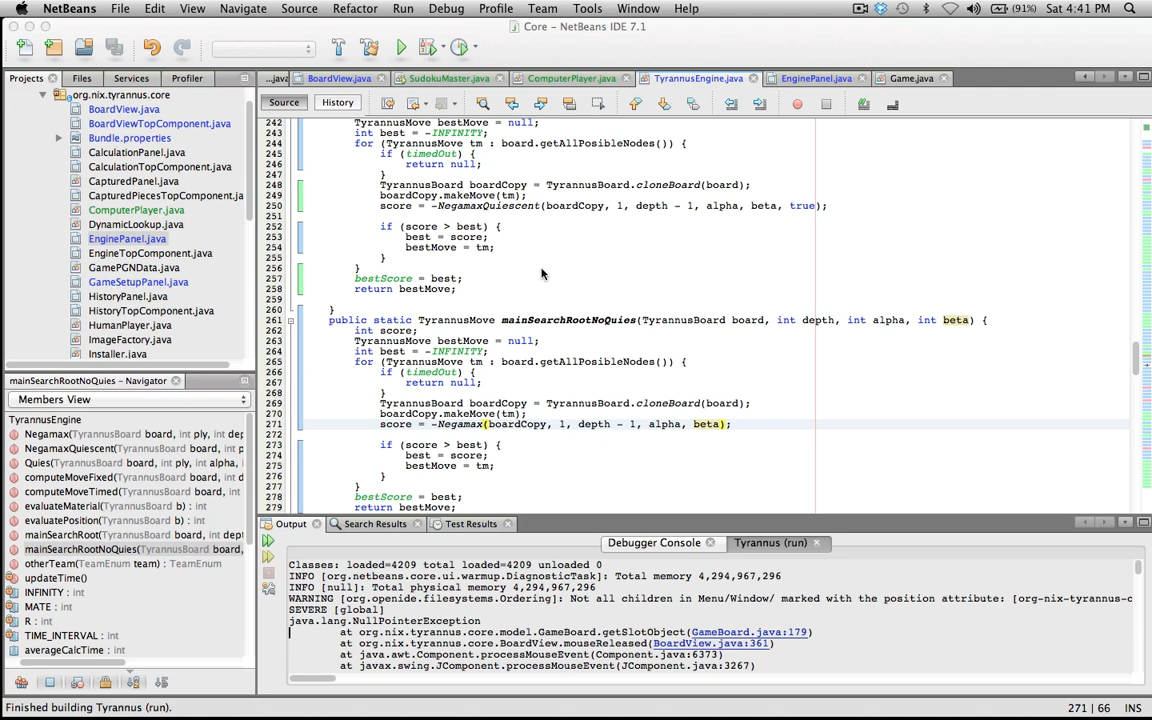 NetBeans File Edit View Navigate Source Refactor Run Debug Profile Team Tools Window Help (91%) Sat 4:41 PM
Core - NetBeans IDE 7.1
Projects Files Services Profiler
...java BoardView.java SudokuMaster.java ComputerPlayer.java TyrannusEngine.java EnginePanel.java Game.java
Source History
org.nix.tyrannus.core
BoardView.java
BoardViewTopComponent.java
Bundle.properties
CalculationPanel.java
CalculationTopComponent.java
CapturedPanel.java
CapturedPiecesTopComponent.ja
ComputerPlayer.java
DynamicLookup.java
EnginePanel.java
EngineTopComponent.java
GamePGNData.java
GameSetupPanel.java
HistoryPanel.java
HumanPlayer.java
ImageFactory.java
Installer.java
242 TyrannusMove bestMove = null;
243 int best = -INFINITY;
244 for (TyrannusMove tm : board.getAllPosibleNodes()) {
245 if (timedOut) {
246 return null;
247 }
248 TyrannusBoard boardCopy = TyrannusBoard.cloneBoard(board);
249 boardCopy.makeMove(tm);
250 score = -NegamaxQuiescent(boardCopy, 1, depth - 1, alpha, beta, true);
251
252 if (score > best) {
253 best = score;
254 bestMove = tm;
255 }
256 }
257 bestScore = best;
258 return bestMove;
259
260 }
261 public static TyrannusMove mainSearchRootNoQuies(TyrannusBoard board, int depth, int alpha, int beta) {
262 int score;
263 TyrannusMove bestMove = null;
264 int best = -INFINITY;
265 for (TyrannusMove tm : board.getAllPosibleNodes()) {
266 if (timedOut) {
267 return null;
268 }
269 TyrannusBoard boardCopy = TyrannusBoard.cloneBoard(board);
270 boardCopy.makeMove(tm);
271 score = -Negamax(boardCopy, 1, depth - 1, alpha, beta);
272
273 if (score > best) {
274 best = score;
275 bestMove = tm;
276 }
277 }
278 bestScore = best;
279 return bestMove;
mainSearchRootNoQuies - Navigator
Members View
TyrannusEngine
Negamax(TyrannusBoard board, int ply, int dep
NegamaxQuiescent(TyrannusBoard board, int
Quies(TyrannusBoard board, int ply, int alpha,
computeMoveFixed(TyrannusBoard board, int d
computeMoveTimed(TyrannusBoard board, int
evaluateMaterial(TyrannusBoard b) : int
evaluatePosition(TyrannusBoard b) : int
mainSearchRoot(TyrannusBoard board, int dept
mainSearchRootNoQuies(TyrannusBoard board,
otherTeam(TeamEnum team) : TeamEnum
updateTime()
INFINITY : int
MATE : int
R : int
TIME_INTERVAL : int
averageCalcTime : int
Output Search Results Test Results
Debugger Console Tyrannus (run)
Classes: loaded=4209 total loaded=4209 unloaded 0
INFO [org.netbeans.core.ui.warmup.DiagnosticTask]: Total memory 4,294,967,296
INFO [null]: Total physical memory 4,294,967,296
WARNING [org.openide.filesystems.Ordering]: Not all children in Menu/Window/ marked with the position attribute: [org-nix-tyrannus-c
SEVERE [global]
java.lang.NullPointerException
at org.nix.tyrannus.core.model.GameBoard.getSlotObject(GameBoard.java:179)
at org.nix.tyrannus.core.BoardView.mouseReleased(BoardView.java:361)
at java.awt.Component.processMouseEvent(Component.java:6373)
at javax.swing.JComponent.processMouseEvent(JComponent.java:3267)
Finished building Tyrannus (run). 271 | 66 INS